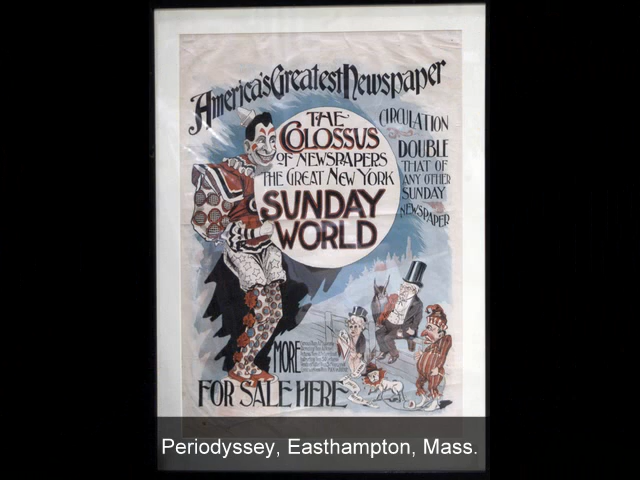 America's Greatest Newspaper
THE
COLOSSUS
OF NEWSPAPERS
THE GREAT NEW YORK
SUNDAY
WORLD
CIRCULATION
DOUBLE
THAT OF
ANY OTHER
SUNDAY
NEWSPAPER
MORE
FOR SALE HERE
Periodyssey, Easthampton, Mass.